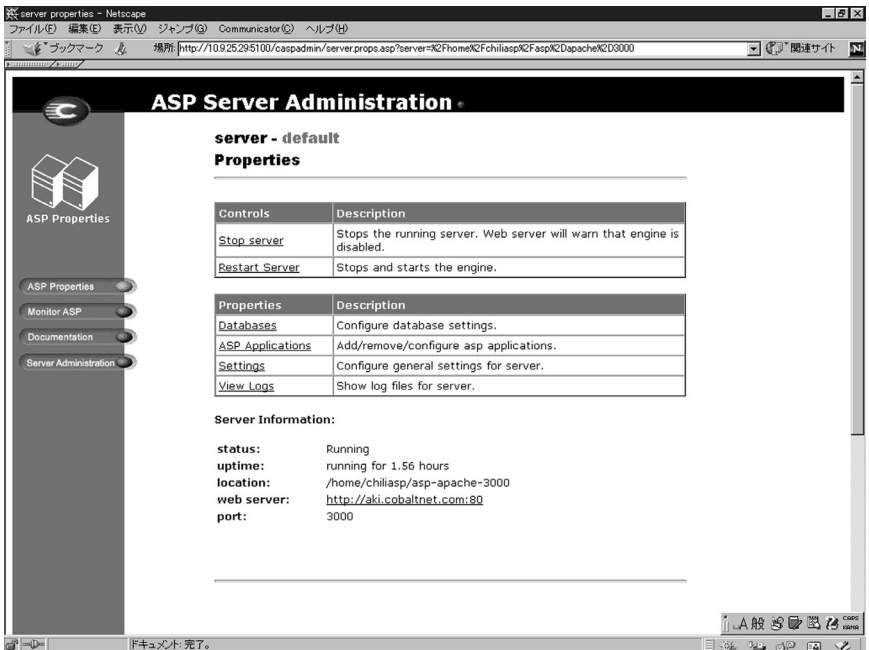 server properties - Netscape
ファイル(F) 編集(E) 表示(V) ジャンプ(G) Communicator(C) ヘルプ(H)
ブックマーク 場所: http://10.9.25.29:5100/caspadmin/server.props.asp?server=%2Fhome%2Fchiliasp%2Fasp%2Dapache%2D3000 関連サイト
ASP Server Administration
server - default
Properties
ASP Properties
Controls Description
Stop server Stops the running server. Web server will warn that engine is disabled.
Restart Server Stops and starts the engine.
ASP Properties
Monitor ASP
Documentation
Server Administration
Properties Description
Databases Configure database settings.
ASP Applications Add/remove/configure asp applications.
Settings Configure general settings for server.
View Logs Show log files for server.
Server Information:
status: Running
uptime: running for 1.56 hours
location: /home/chiliasp/asp-apache-3000
web server: http://aki.cobaltnet.com:80
port: 3000
A 般 CAPS
KANA
ドキュメント: 完了。